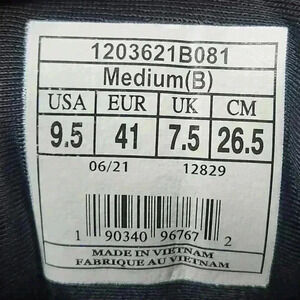 1203621B081
Medium(B)
USA EUR UK CM
9.5 41 7.5 26.5
06/21 12829
1 90340 96767 2
MADE IN VIETNAM
FABRIQUE AU VIETNAM